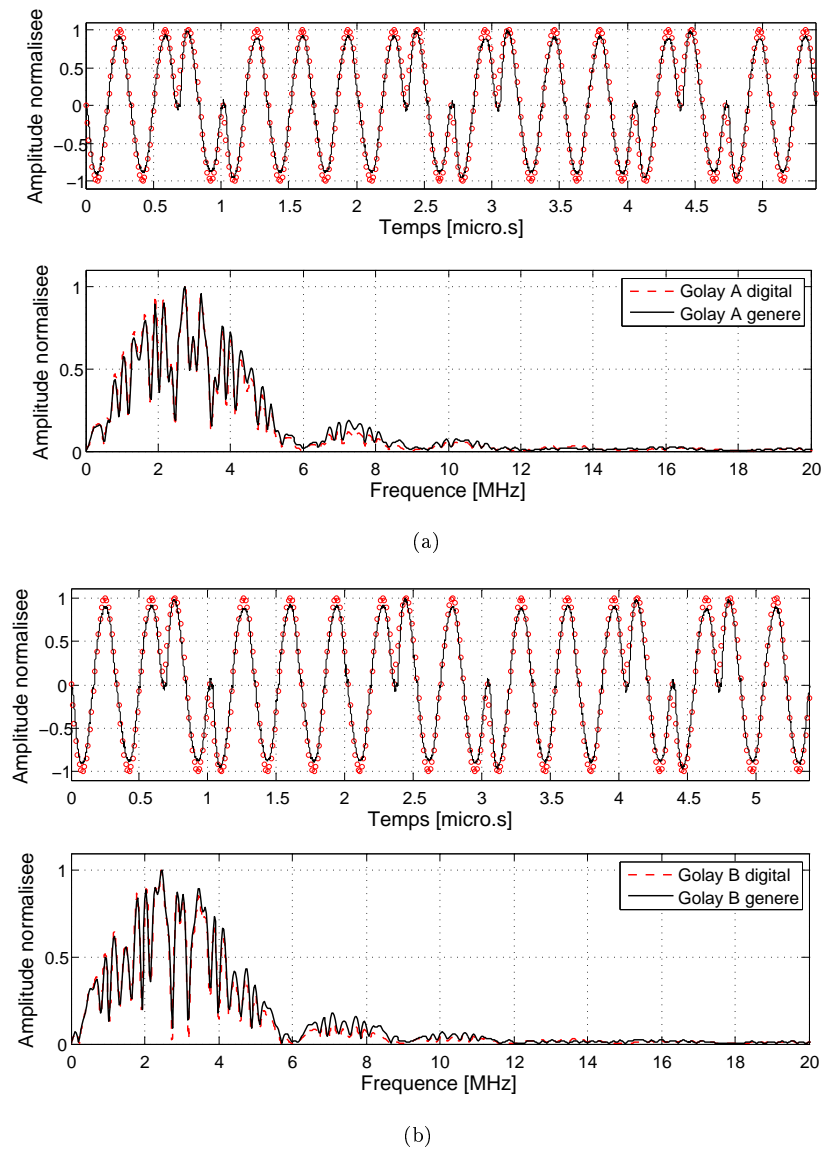 Amplitude normalisee
1
0.5
0
−0.5
−1
0 0.5 1 1.5 2 2.5 3 3.5 4 4.5 5
Temps [micro.s]
Amplitude normalisee
1
0.5
0
Golay A digital
Golay A genere
0 2 4 6 8 10 12 14 16 18 20
Frequence [MHz]
(a)
Amplitude normalisee
1
0.5
0
−0.5
−1
0 0.5 1 1.5 2 2.5 3 3.5 4 4.5 5
Temps [micro.s]
Amplitude normalisee
1
0.5
0
Golay B digital
Golay B genere
0 2 4 6 8 10 12 14 16 18 20
Frequence [MHz]
(b)